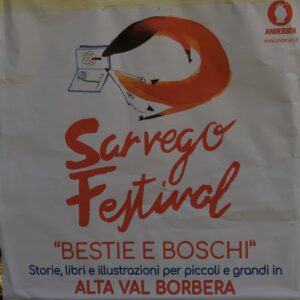 ANDERSEN
Sarvego
Festival
"BESTIE E BOSCHI"
Storie, libri e illustrazioni per piccoli e grandi in
ALTA VAL BORBERA